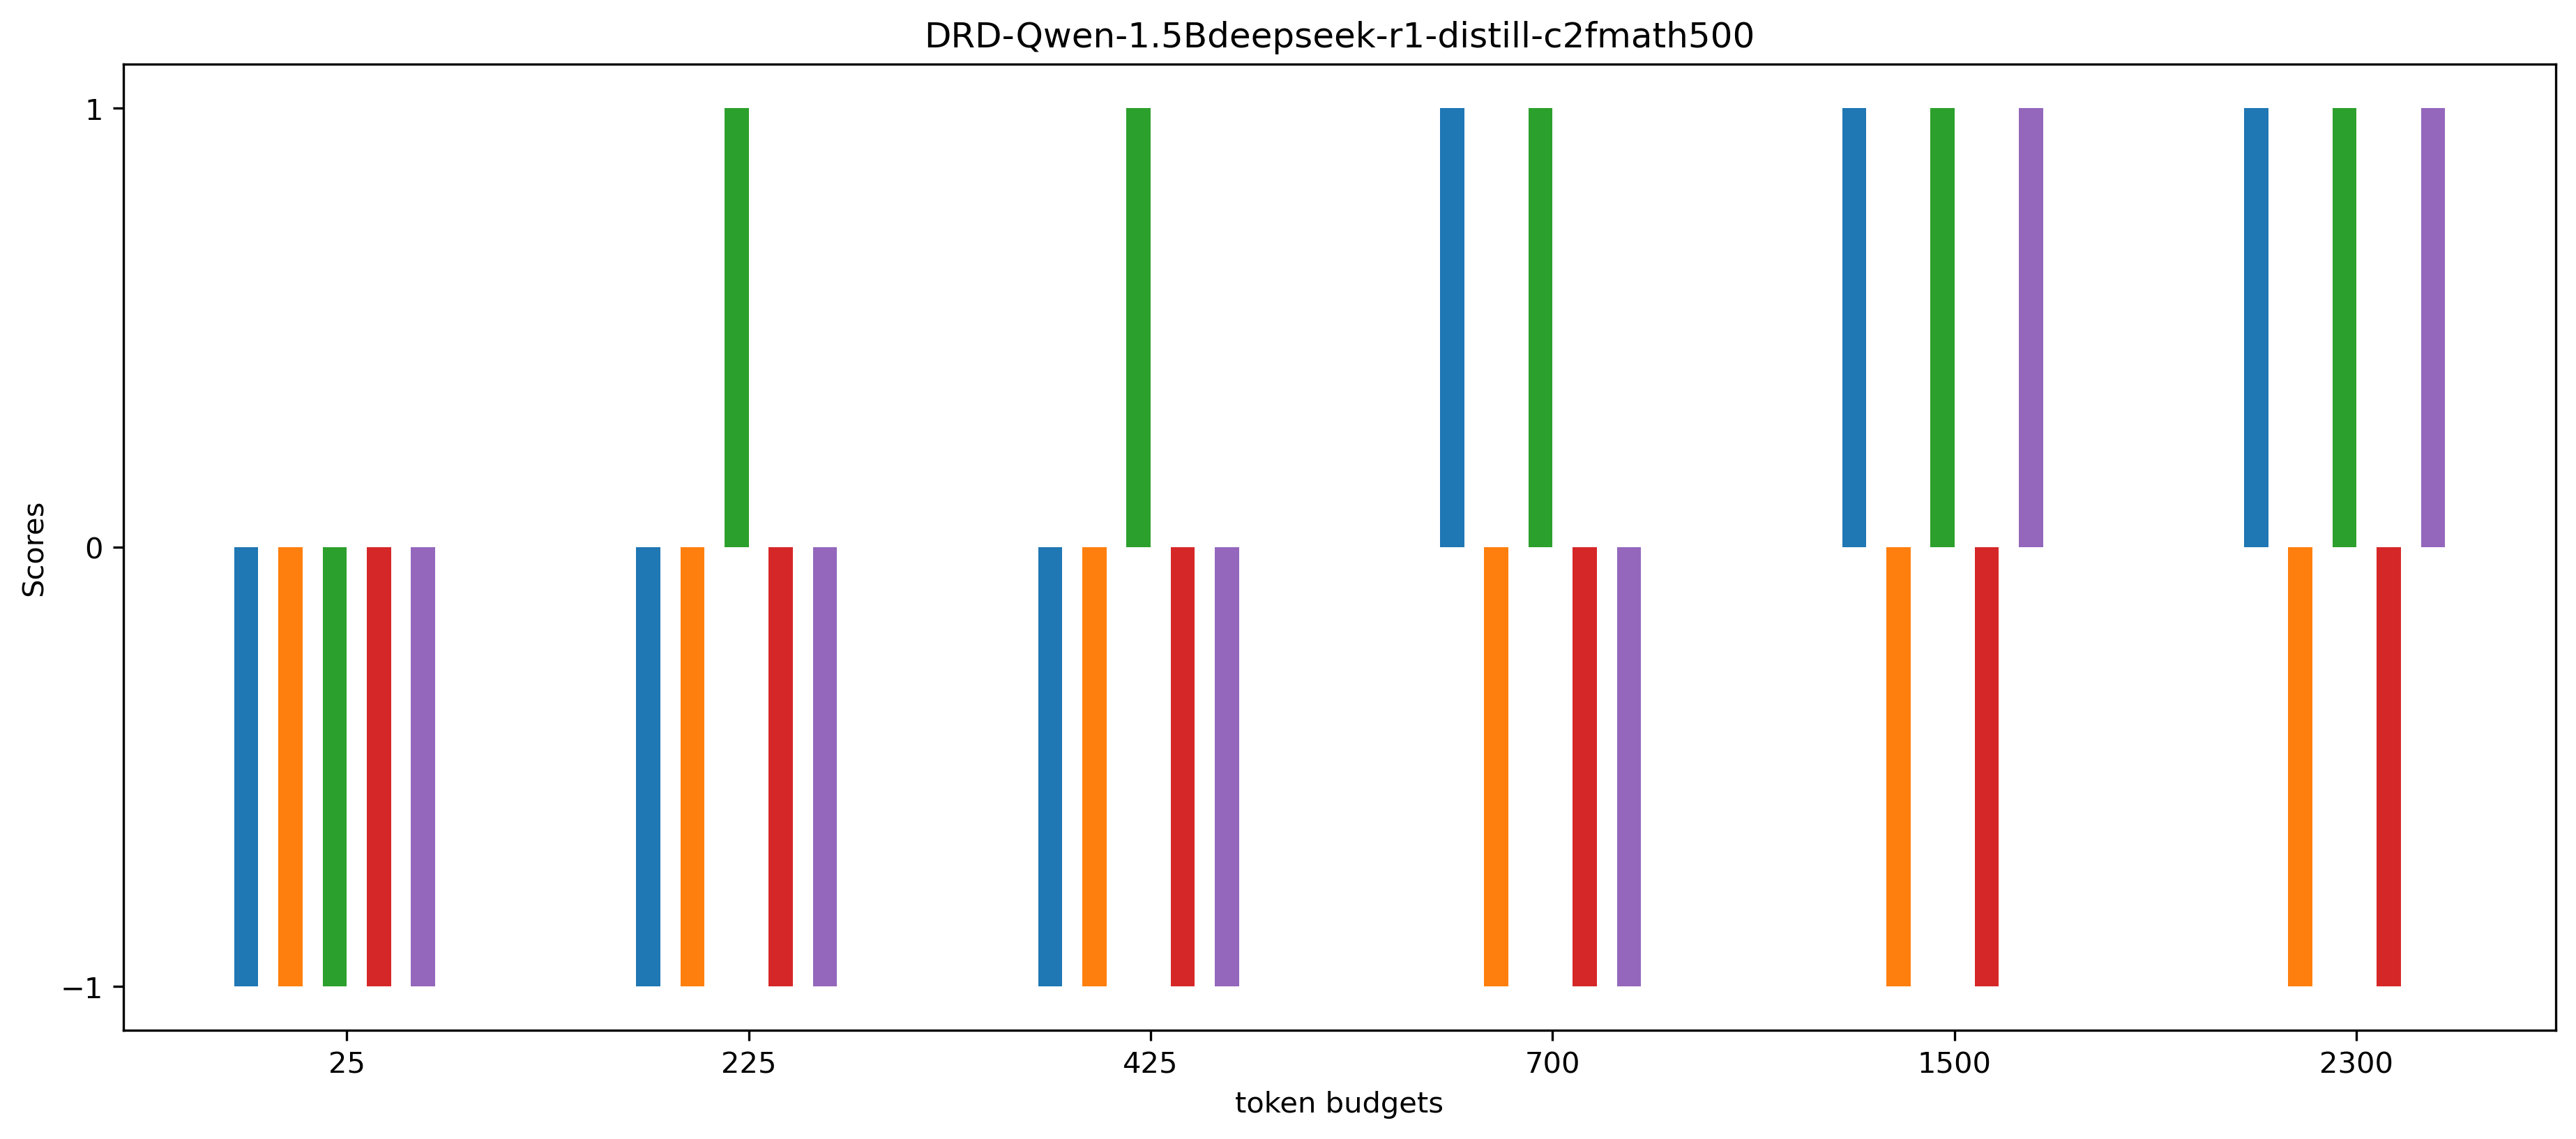 DRD-Qwen-1.5Bdeepseek-r1-distill-c2fmath500
1
0
−1
Scores
25 225 425 700 1500 2300
token budgets